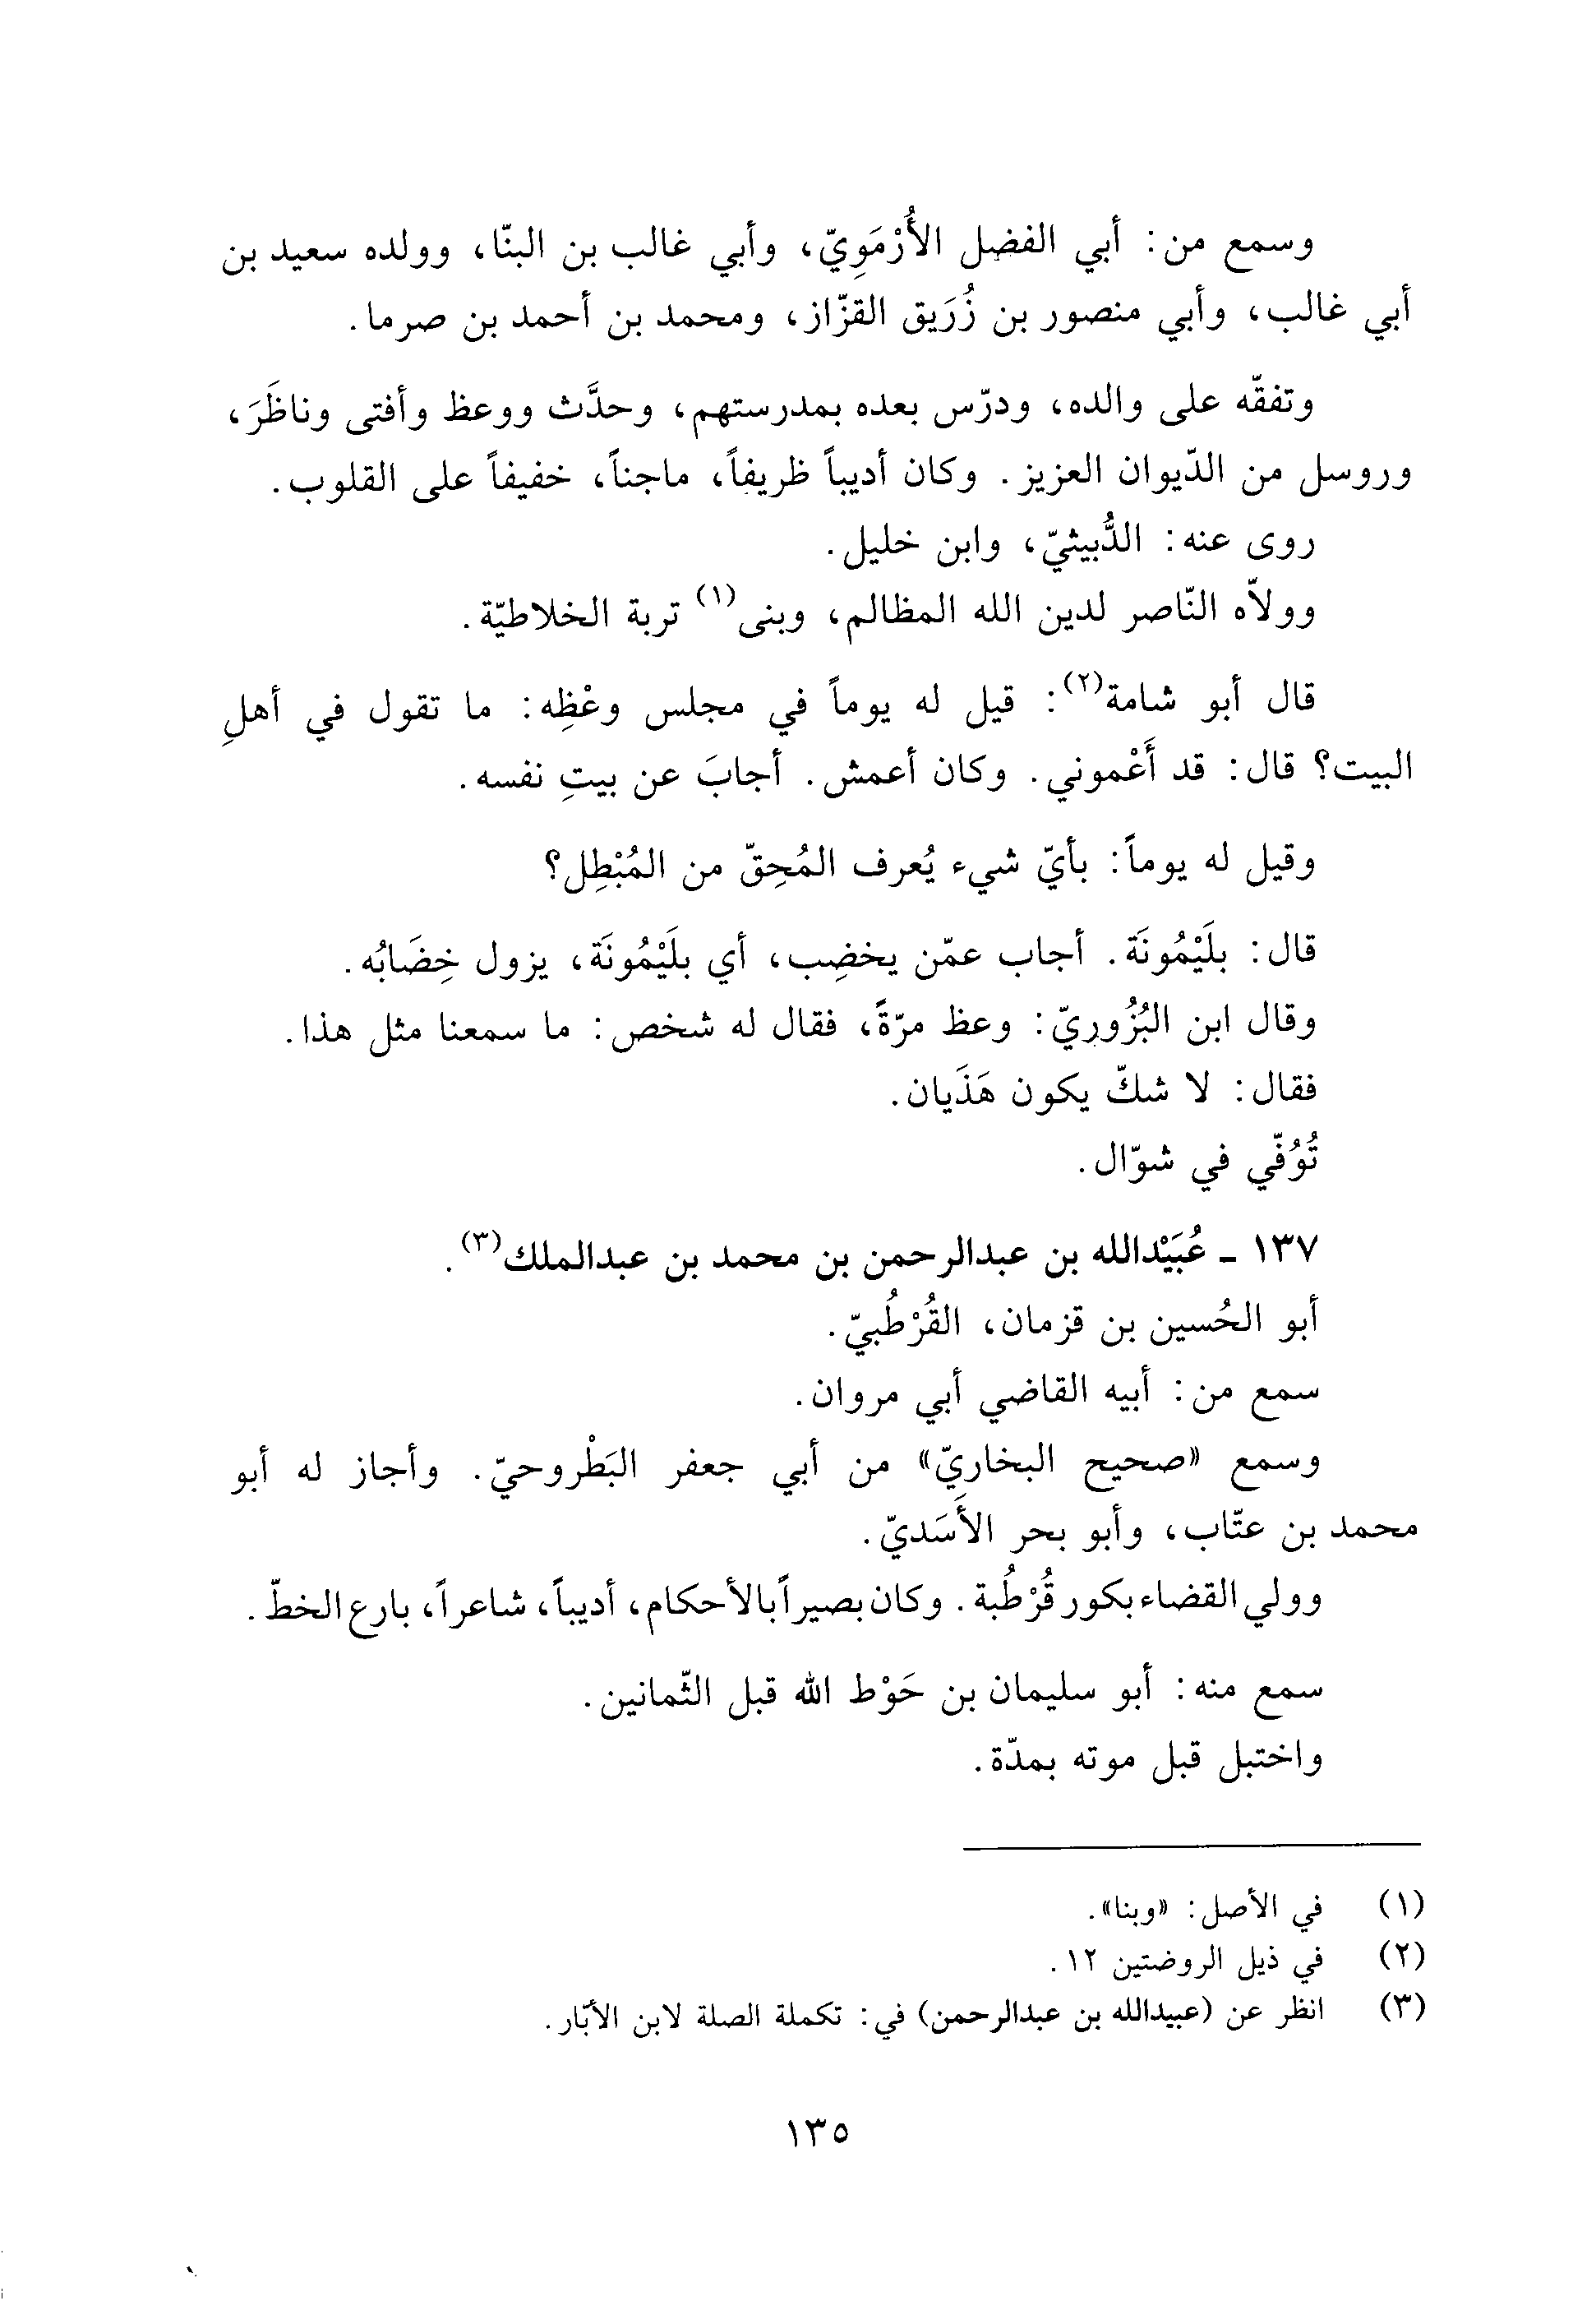 وسمع من: أبي الفضل الأُرْمَوِيّ، وأبي غالب بن البنّا، وولده سعيد بن
أبي غالب، وأبي منصور بن زُرَيق القزّاز، ومحمد بن أحمد بن صرما.
وتفقّه على والده، ودرّس بعده بمدرستهم، وحدَّث ووعظ وأفتى وناظَرَ،
وروسل من الدّيوان العزيز. وكان أديباً ظريفاً، ماجناً، خفيفاً على القلوب.
روى عنه: الدُّبيثيّ، وابن خليل.
وولاّه النّاصر لدين الله المظالم، وبنى(١) تربة الخلاطيّة.
قال أبو شامة(٢): قيل له يوماً في مجلس وعْظِه: ما تقول في أهلِ
البيت؟ قال: قد أَعْموني. وكان أعمش. أجابَ عن بيتِ نفسه.
وقيل له يوماً: بأيّ شيء يُعرف المُحِقّ من المُبْطِل؟
قال: بلَيْمُونَة. أجاب عمّن يخضِب، أي بلَيْمُونَة، يزول خِضَابُه.
وقال ابن البُزُوريّ: وعظ مرّةً، فقال له شخص: ما سمعنا مثل هذا.
فقال: لا شكّ يكون هَذَيان.
تُوُفّي في شوّال.
١٣٧ ـ عُبَيْدالله بن عبدالرحمن بن محمد بن عبدالملك(٣).
أبو الحُسين بن قزمان، القُرْطُبيّ.
سمع من: أبيه القاضي أبي مروان.
وسمع «صحيح البخاريّ» من أبي جعفر البَطْروحيّ. وأجاز له أبو
محمد بن عتّاب، وأبو بحر الأَسَديّ.
وولي القضاء بكور قُرْطُبة. وكان بصيراً بالأحكام، أديباً، شاعراً، بارع الخطّ.
سمع منه: أبو سليمان بن حَوْط الله قبل الثّمانين.
واختبل قبل موته بمدّة.
(١) في الأصل: «وبنا».
(٢) في ذيل الروضتين ١٢.
(٣) انظر عن (عبيدالله بن عبدالرحمن) في: تكملة الصلة لابن الأبّار.
١٣٥